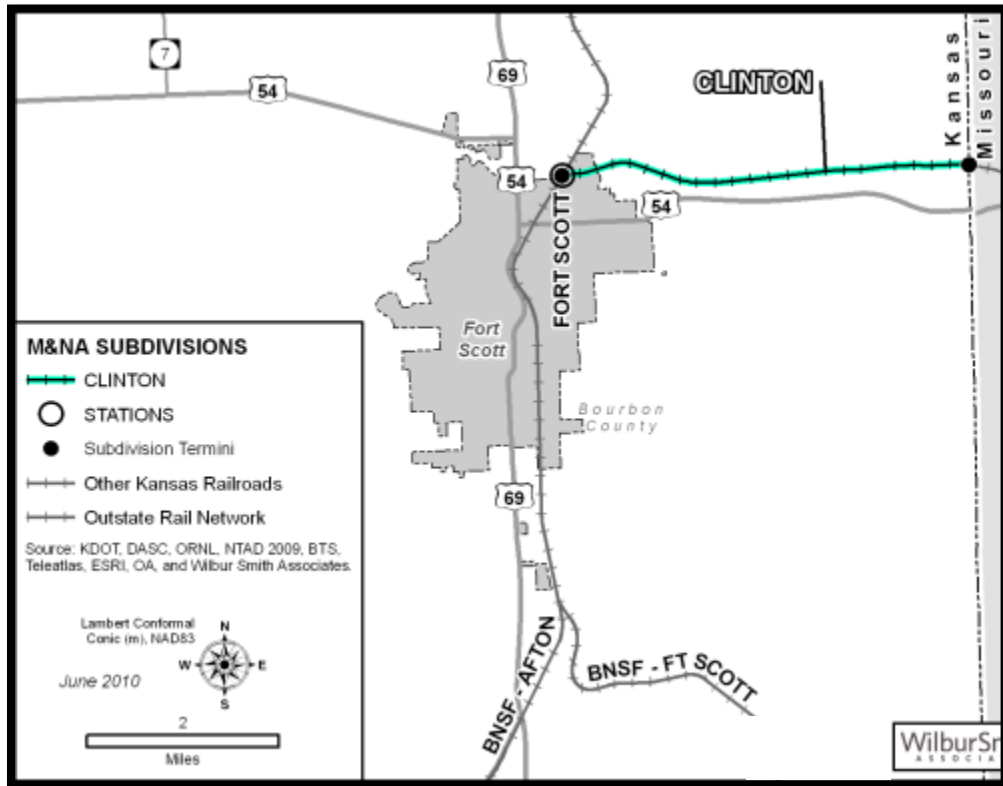 7
54
69
CLINTON
Kansas
Missouri
54
54
FORT SCOTT
Fort
Scott
Bourbon
County
69
BNSF - AFTON
BNSF - FT SCOTT
M&NA SUBDIVISIONS
CLINTON
STATIONS
Subdivision Termini
Other Kansas Railroads
Outstate Rail Network
Source: KDOT, DASC, ORNL, NTAD 2009, BTS,
Teleatlas, ESRI, OA, and Wilbur Smith Associates.
Lambert Conformal
Conic (m), NAD83
N
W
E
S
June 2010
2
Miles
WilburSm
ASSOCIA